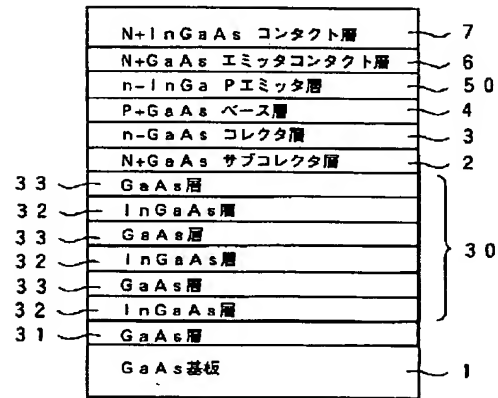 N+InGaAs コンタクト層 7
N+GaAs エミッタコンタクト層 6
n-InGa Pエミッタ層 50
P+GaAs ベース層 4
n-GaAs コレクタ層 3
N+GaAs サブコレクタ層 2
33 GaAs層
32 InGaAs層
33 GaAs層
32 InGaAs層 30
33 GaAs層
32 InGaAs層
31 GaAs層
GaAs基板 1